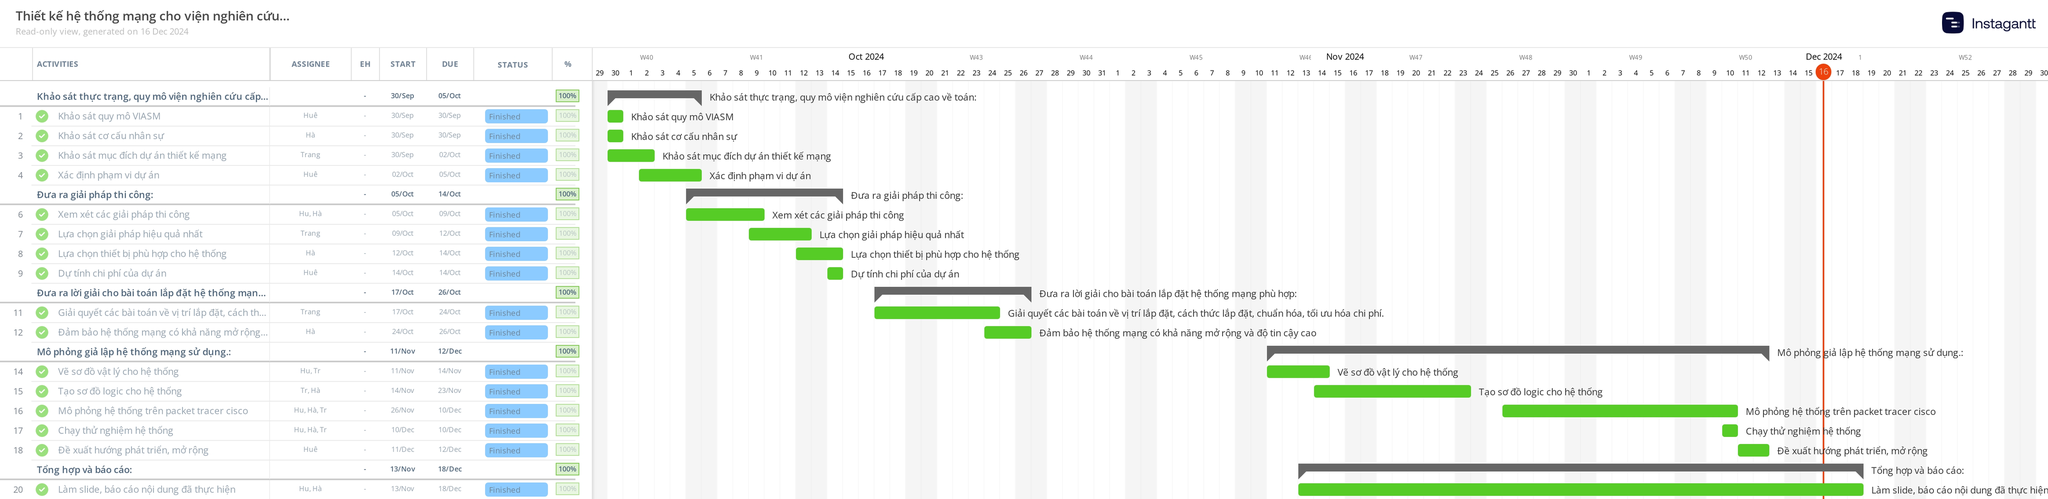 Thiết kế hệ thống mạng cho viện nghiên cứu...
Read-only view, generated on 16 Dec 2024
Instagantt
ACTIVITIES ASSIGNEE EH START DUE STATUS %
W40 W41 Oct 2024 W43 W44 W45 W4( Nov 2024 W47 W48 W49 W50 Dec 2024 1 W52
29 30 1 2 3 4 5 6 7 8 9 10 11 12 13 14 15 16 17 18 19 20 21 22 23 24 25 26 27 28 29 30 31 1 2 3 4 5 6 7 8 9 10 11 12 13 14 15 16 17 18 19 20 21 22 23 24 25 26 27 28 29 30 1 2 3 4 5 6 7 8 9 10 11 12 13 14 15 16 17 18 19 20 21 22 23 24 25 26 27 28 29 30
Khảo sát thực trạng, quy mô viện nghiên cứu cấp... - 30/Sep 05/Oct 100% Khảo sát thực trạng, quy mô viện nghiên cứu cấp cao về toán:
1 Khảo sát quy mô VIASM Huê - 30/Sep 30/Sep Finished 100% Khảo sát quy mô VIASM
2 Khảo sát cơ cấu nhân sự Hà - 30/Sep 30/Sep Finished 100% Khảo sát cơ cấu nhân sự
3 Khảo sát mục đích dự án thiết kế mạng Trang - 30/Sep 02/Oct Finished 100% Khảo sát mục đích dự án thiết kế mạng
4 Xác định phạm vi dự án Huê - 02/Oct 05/Oct Finished 100% Xác định phạm vi dự án
Đưa ra giải pháp thi công: - 05/Oct 14/Oct 100% Đưa ra giải pháp thi công:
6 Xem xét các giải pháp thi công Hu, Hà - 05/Oct 09/Oct Finished 100% Xem xét các giải pháp thi công
7 Lựa chọn giải pháp hiệu quả nhất Trang - 09/Oct 12/Oct Finished 100% Lựa chọn giải pháp hiệu quả nhất
8 Lựa chọn thiết bị phù hợp cho hệ thống Hà - 12/Oct 14/Oct Finished 100% Lựa chọn thiết bị phù hợp cho hệ thống
9 Dự tính chi phí của dự án Huê - 14/Oct 14/Oct Finished 100% Dự tính chi phí của dự án
Đưa ra lời giải cho bài toán lắp đặt hệ thống mạn... - 17/Oct 26/Oct 100% Đưa ra lời giải cho bài toán lắp đặt hệ thống mạng phù hợp:
11 Giải quyết các bài toán về vị trí lắp đặt, cách th... Trang - 17/Oct 24/Oct Finished 100% Giải quyết các bài toán về vị trí lắp đặt, cách thức lắp đặt, chuẩn hóa, tối ưu hóa chi phí.
12 Đảm bảo hệ thống mạng có khả năng mở rộng... Hà - 24/Oct 26/Oct Finished 100% Đảm bảo hệ thống mạng có khả năng mở rộng và độ tin cậy cao
Mô phỏng giả lập hệ thống mạng sử dụng.: - 11/Nov 12/Dec 100% Mô phỏng giả lập hệ thống mạng sử dụng.:
14 Vẽ sơ đồ vật lý cho hệ thống Hu, Tr - 11/Nov 14/Nov Finished 100% Vẽ sơ đồ vật lý cho hệ thống
15 Tạo sơ đồ logic cho hệ thống Tr, Hà - 14/Nov 23/Nov Finished 100% Tạo sơ đồ logic cho hệ thống
16 Mô phỏng hệ thống trên packet tracer cisco Hu, Hà, Tr - 26/Nov 10/Dec Finished 100% Mô phỏng hệ thống trên packet tracer cisco
17 Chạy thử nghiệm hệ thống Hu, Hà, Tr - 10/Dec 10/Dec Finished 100% Chạy thử nghiệm hệ thống
18 Đề xuất hướng phát triển, mở rộng Huê - 11/Dec 12/Dec Finished 100% Đề xuất hướng phát triển, mở rộng
Tổng hợp và báo cáo: - 13/Nov 18/Dec 100% Tổng hợp và báo cáo:
20 Làm slide, báo cáo nội dung đã thực hiện Hu, Hà - 13/Nov 18/Dec Finished 100% Làm slide, báo cáo nội dung đã thực hiện